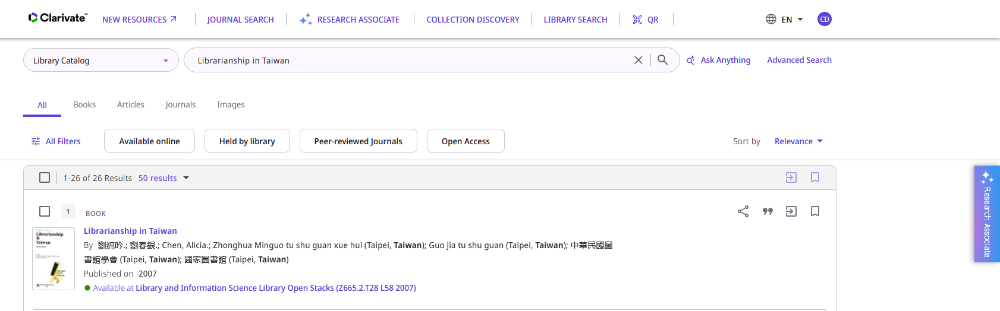 Clarivate™
NEW RESOURCES
JOURNAL SEARCH
RESEARCH ASSOCIATE
COLLECTION DISCOVERY
LIBRARY SEARCH
QR
EN
CD
Library Catalog
Librarianship in Taiwan
Ask Anything
Advanced Search
All
Books
Articles
Journals
Images
All Filters
Available online
Held by library
Peer-reviewed Journals
Open Access
Sort by
Relevance
1-26 of 26 Results
50 results
1
BOOK
Librarianship in Taiwan
By 劉純吟.; 劉春銀.; Chen, Alicia.; Zhonghua Minguo tu shu guan xue hui (Taipei, Taiwan); Guo jia tu shu guan (Taipei, Taiwan); 中華民國圖
書館學會 (Taipei, Taiwan); 國家圖書館 (Taipei, Taiwan)
Published on 2007
Available at Library and Information Science Library Open Stacks (Z665.2.T28 L58 2007)
Librarianship
Taiwan
Research Associate